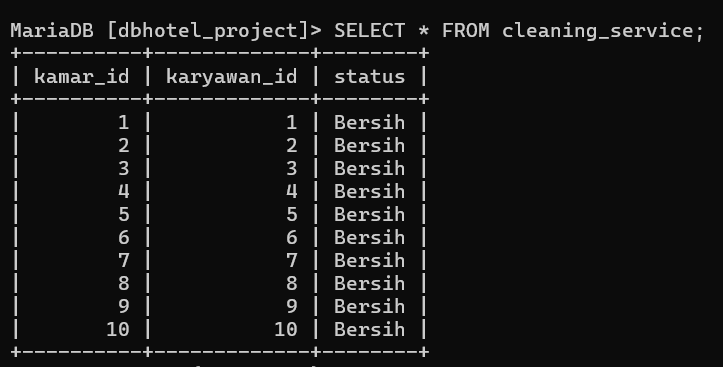 MariaDB [dbhotel_project]> SELECT * FROM cleaning_service;
+----------+-------------+--------+
| kamar_id | karyawan_id | status |
+----------+-------------+--------+
|        1 |           1 | Bersih |
|        2 |           2 | Bersih |
|        3 |           3 | Bersih |
|        4 |           4 | Bersih |
|        5 |           5 | Bersih |
|        6 |           6 | Bersih |
|        7 |           7 | Bersih |
|        8 |           8 | Bersih |
|        9 |           9 | Bersih |
|       10 |          10 | Bersih |
+----------+-------------+--------+